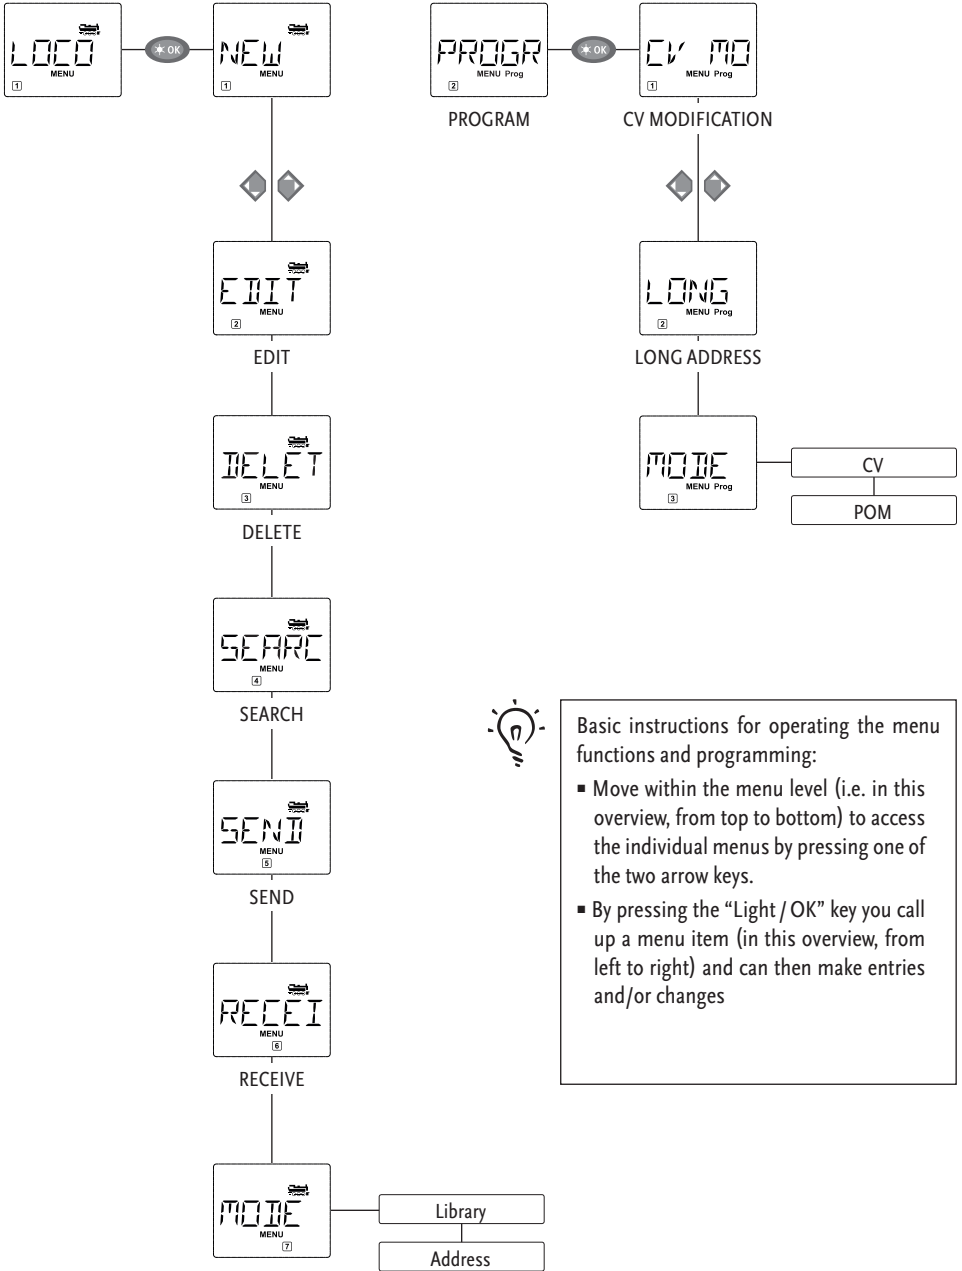 LOCO
MENU
1
OK
NEW
MENU
1
EDIT
MENU
2
EDIT
DELET
MENU
3
DELETE
SEARC
MENU
4
SEARCH
SEND
MENU
5
SEND
RECEI
MENU
6
RECEIVE
MODE
MENU
7
Library
Address
PROGR
MENU Prog
2
PROGRAM
OK
CV MO
MENU Prog
1
CV MODIFICATION
LONG
MENU Prog
2
LONG ADDRESS
MODE
MENU Prog
3
CV
POM
Basic instructions for operating the menu
functions and programming:
▪ Move within the menu level (i.e. in this
overview, from top to bottom) to access
the individual menus by pressing one of
the two arrow keys.
▪ By pressing the “Light / OK” key you call
up a menu item (in this overview, from
left to right) and can then make entries
and/or changes